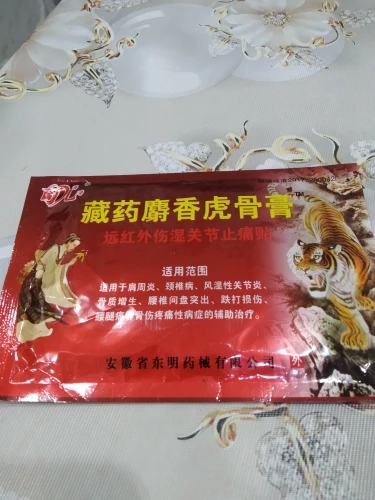 藏药麝香虎骨膏™
远红外伤湿关节止痛贴
适用范围
适用于肩周炎、颈椎病、风湿性关节炎、
骨质增生、腰椎间盘突出、跌打损伤、
腰腿痛等骨伤疼痛性病症的辅助治疗。
安徽省东明药械有限公司
外